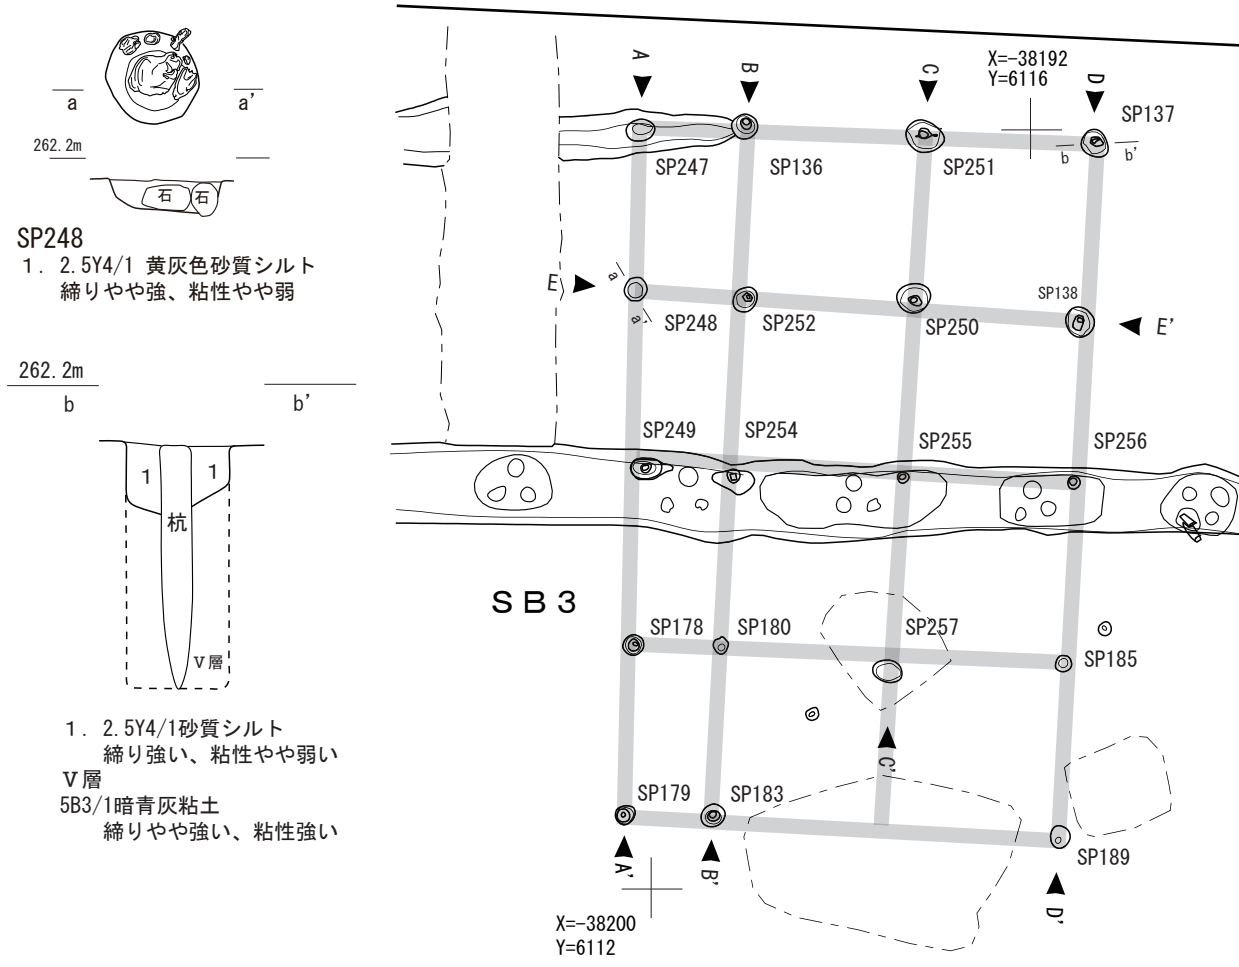 a
a'
262.2m
石
石
SP248
1. 2.5Y4/1 黄灰色砂質シルト
締りやや強、粘性やや弱
262.2m
b
b'
1
1
杭
Ⅴ層
1. 2.5Y4/1砂質シルト
締り強い、粘性やや弱い
Ⅴ層
5B3/1暗青灰粘土
締りやや強い、粘性強い
A
B
C
D
X=-38192
Y=6116
SP137
SP247
SP136
SP251
b
b'
E
a
a'
SP248
SP252
SP250
SP138
E'
SP249
SP254
SP255
SP256
SB3
SP178
SP180
SP257
SP185
C'
SP179
SP183
SP189
A'
B'
D'
X=-38200
Y=6112